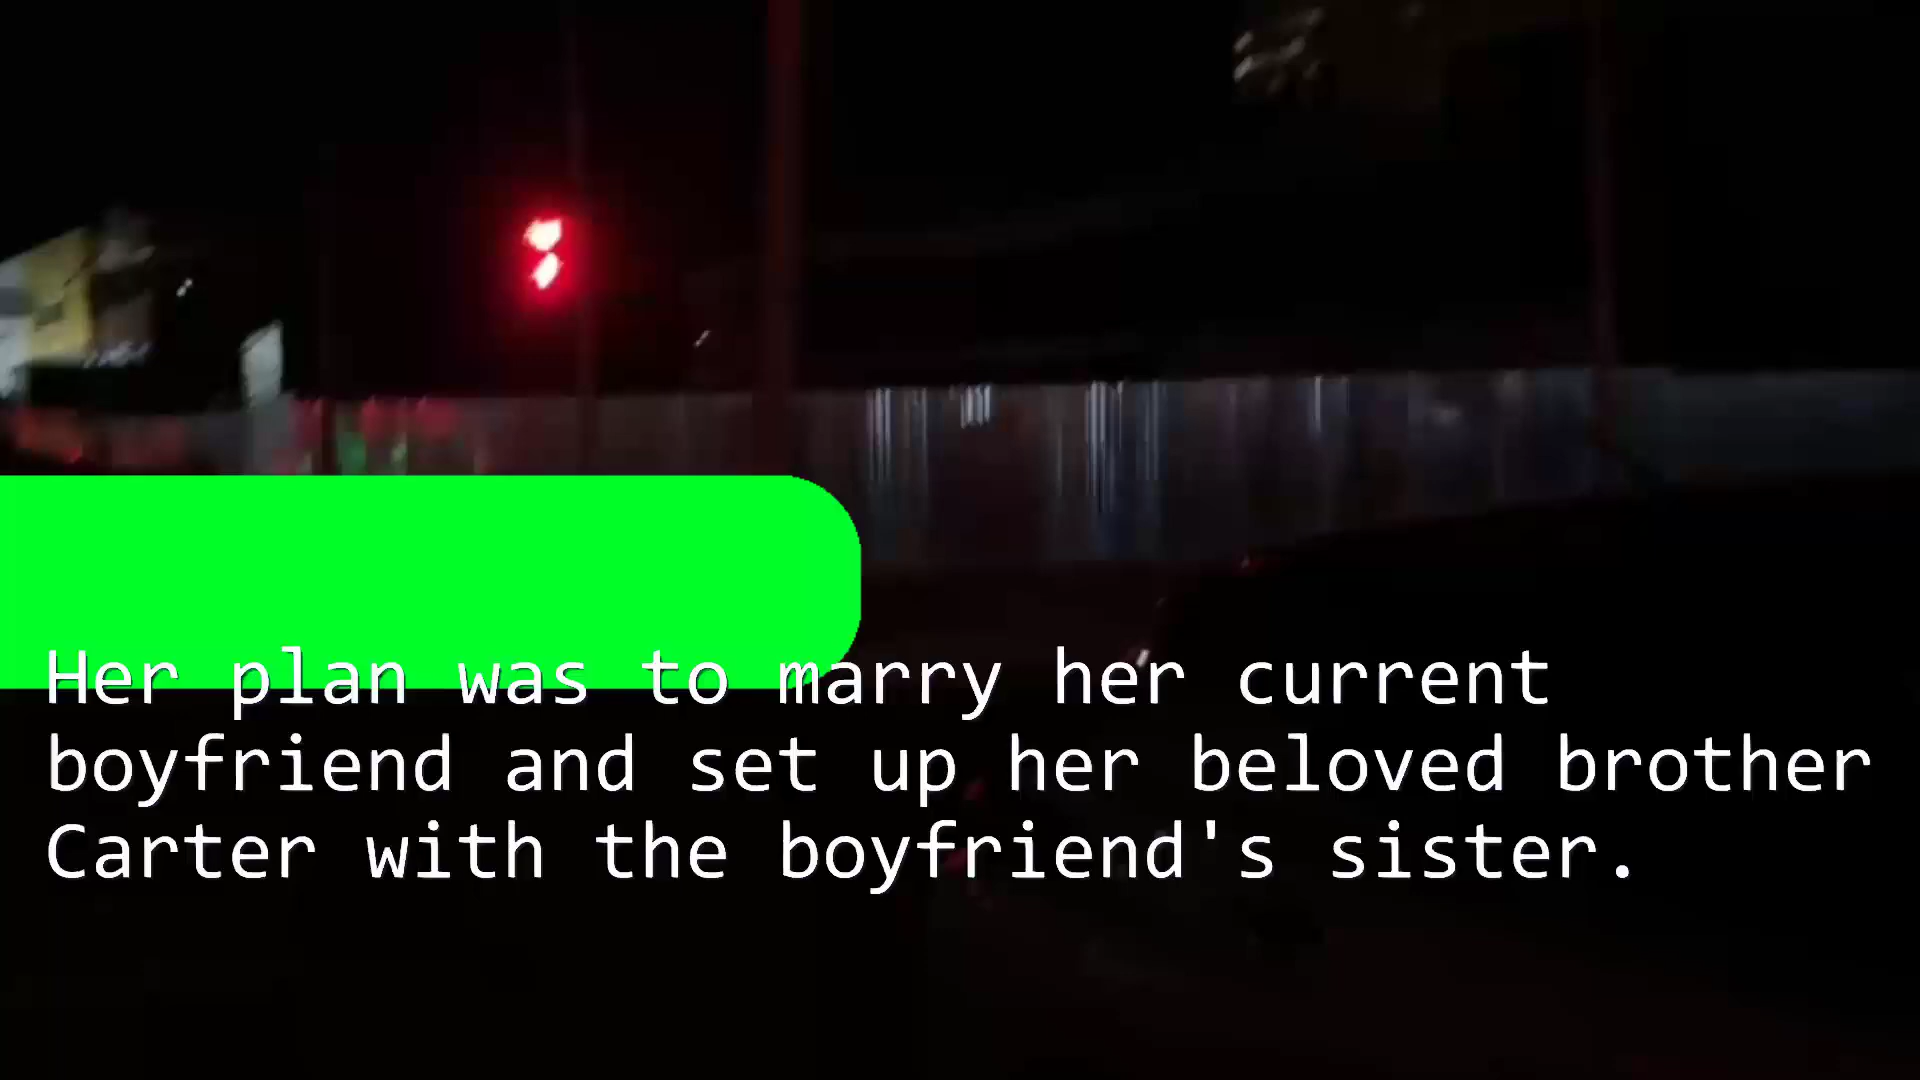 Her plan was to marry her current
boyfriend and set up her beloved brother
Carter with the boyfriend's sister.